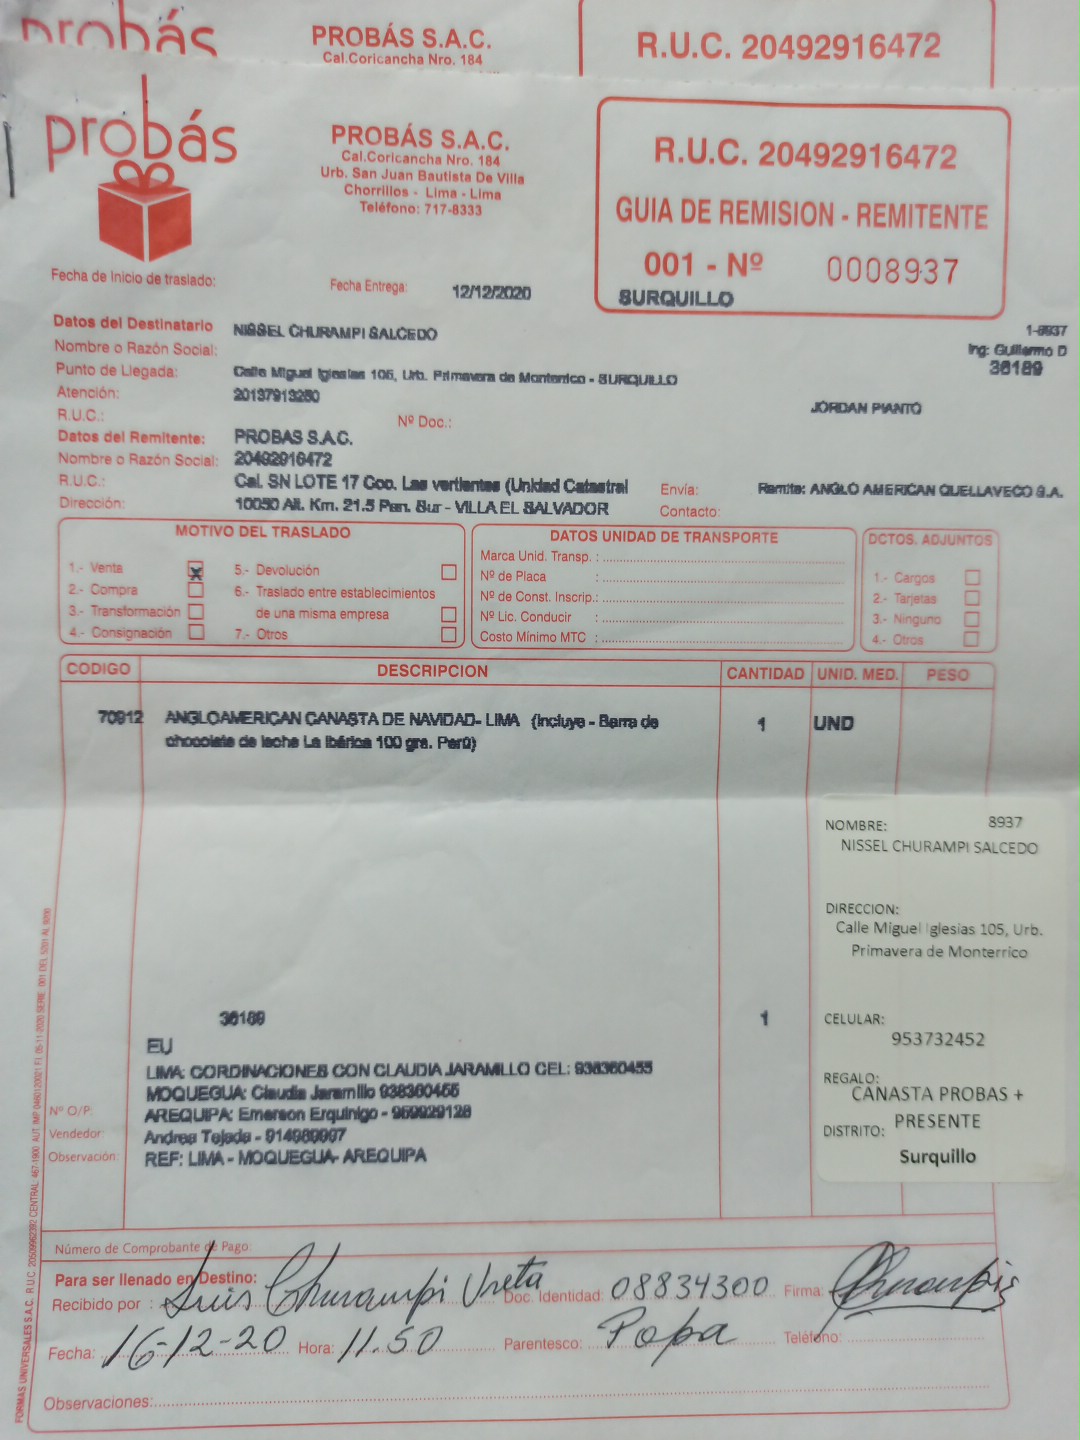 probás
PROBÁS S.A.C.
Cal.Coricancha Nro. 184
R.U.C. 20492916472
probás
PROBÁS S.A.C.
Cal.Coricancha Nro. 184
Urb. San Juan Bautista De Villa
Chorrillos - Lima - Lima
Teléfono: 717-8333
R.U.C. 20492916472
GUIA DE REMISION - REMITENTE
001 - Nº 0008937
SURQUILLO
Fecha de Inicio de traslado:
Fecha Entrega: 12/12/2020
1-8937
Ing: Guillermo D
36189
Datos del Destinatario NISSEL CHURAMPI SALCEDO
Nombre o Razón Social:
Punto de Llegada: Calle Miguel Iglesias 105, Urb. Primavera de Monterrico - SURQUILLO
Atención: 20137913250
JORDAN PIANTO
R.U.C.: Nº Doc.:
Datos del Remitente: PROBAS S.A.C.
Nombre o Razón Social: 20492916472
R.U.C.: Cal. SN LOTE 17 Coo. Las vertientes (Unidad Catastral
Dirección: 10050 Alt. Km. 21.5 Pan. Sur - VILLA EL SALVADOR
Envía: Remite: ANGLO AMERICAN QUELLAVECO S.A.
Contacto:
MOTIVO DEL TRASLADO
1.- Venta x
2.- Compra
3.- Transformación
4.- Consignación
5.- Devolución
6.- Traslado entre establecimientos
de una misma empresa
7.- Otros
DATOS UNIDAD DE TRANSPORTE
Marca Unid. Transp. :
Nº de Placa :
Nº de Const. Inscrip.:
Nº Lic. Conducir :
Costo Mínimo MTC :
DCTOS. ADJUNTOS
1.- Cargos
2.- Tarjetas
3.- Ninguno
4.- Otros
CODIGO DESCRIPCION CANTIDAD UNID. MED. PESO
70912 ANGLOAMERICAN CANASTA DE NAVIDAD- LIMA (Incluye - Barra de 1 UND
chocolate de leche La Ibérica 100 grs. Perú)
NOMBRE: 8937
NISSEL CHURAMPI SALCEDO
DIRECCION:
Calle Miguel Iglesias 105, Urb.
Primavera de Monterrico
CELULAR:
953732452
REGALO:
CANASTA PROBAS +
PRESENTE
DISTRITO:
Surquillo
36189 1
EU
LIMA: CORDINACIONES CON CLAUDIA JARAMILLO CEL: 938360455
MOQUEGUA: Claudia Jaramillo 938360455
Nº O/P: AREQUIPA: Emerson Erquinigo - 959929128
Vendedor: Andrea Tejada - 914989997
Observación: REF: LIMA - MOQUEGUA- AREQUIPA
Número de Comprobante de Pago:
Para ser llenado en Destino:
Recibido por : Luis Churampi Ureta Doc. Identidad: 08834300 Firma: Churampi
Fecha: 16-12-20 Hora: 11.50 Parentesco: Papa Teléfono:
Observaciones: